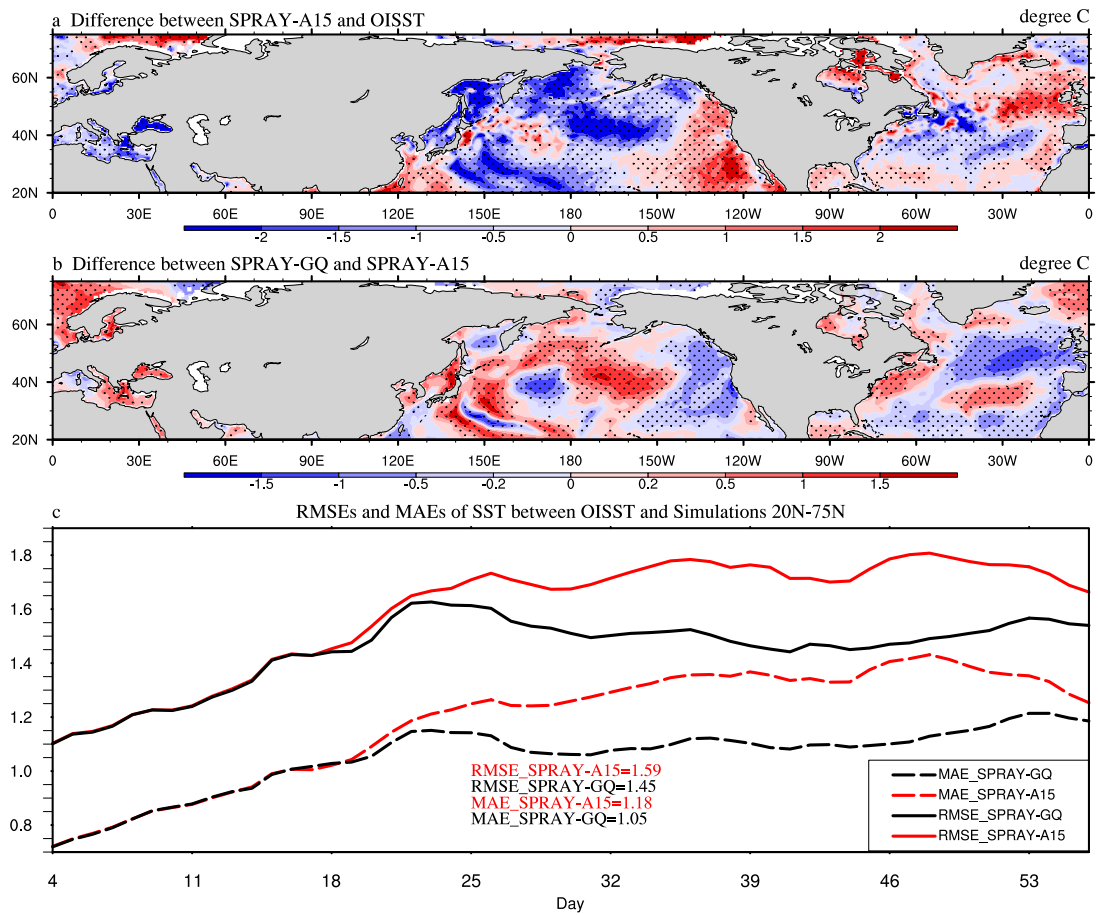 a Difference between SPRAY-A15 and OISST degree C
60N
40N
20N
0 30E 60E 90E 120E 150E 180 150W 120W 90W 60W 30W 0
-2 -1.5 -1 -0.5 0 0.5 1 1.5 2
b Difference between SPRAY-GQ and SPRAY-A15 degree C
60N
40N
20N
0 30E 60E 90E 120E 150E 180 150W 120W 90W 60W 30W 0
-1.5 -1 -0.5 -0.2 0 0.2 0.5 1 1.5
c RMSEs and MAEs of SST between OISST and Simulations 20N-75N
1.8
1.6
1.4
1.2
1.0
0.8
RMSE_SPRAY-A15=1.59
RMSE_SPRAY-GQ=1.45
MAE_SPRAY-A15=1.18
MAE_SPRAY-GQ=1.05
MAE_SPRAY-GQ
MAE_SPRAY-A15
RMSE_SPRAY-GQ
RMSE_SPRAY-A15
4 11 18 25 32 39 46 53
Day